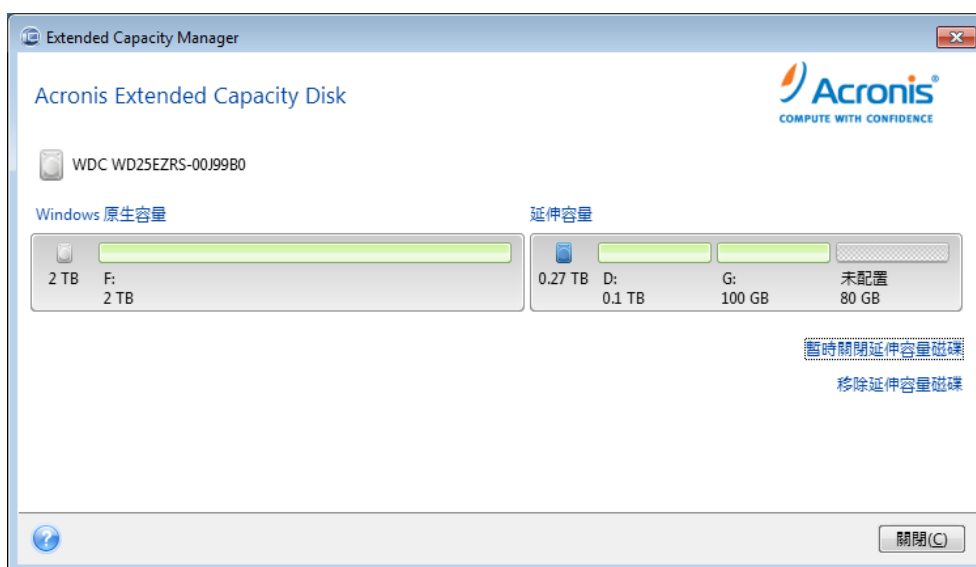 Extended Capacity Manager
Acronis Extended Capacity Disk
Acronis®
COMPUTE WITH CONFIDENCE
WDC WD25EZRS-00J99B0
Windows 原生容量
延伸容量
2 TB
F:
2 TB
0.27 TB
D:
0.1 TB
G:
100 GB
未配置
80 GB
暫時關閉延伸容量磁碟
移除延伸容量磁碟
關閉(C)